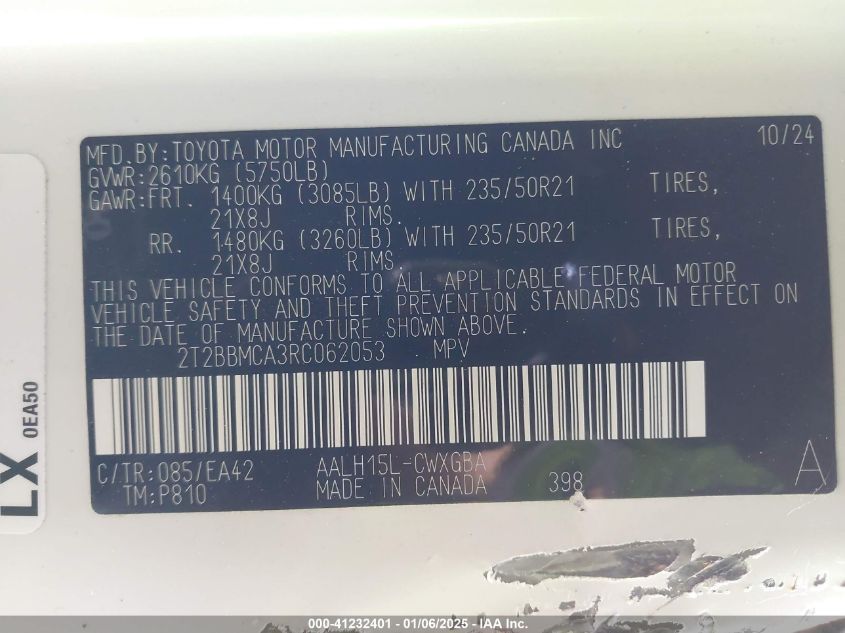 MFD. BY: TOYOTA MOTOR MANUFACTURING CANADA INC 10/24
GVWR: 2610KG (5750LB)
GAWR: FRT. 1400KG (3085LB) WITH 235/50R21 TIRES,
21X8J RIMS.
RR. 1480KG (3260LB) WITH 235/50R21 TIRES,
21X8J RIMS
THIS VEHICLE CONFORMS TO ALL APPLICABLE FEDERAL MOTOR
VEHICLE SAFETY AND THEFT PREVENTION STANDARDS IN EFFECT ON
THE DATE OF MANUFACTURE SHOWN ABOVE.
2T2BBMCA3RC062053 MPV
C/TR: 085/EA42 AALH15L-CWXGBA
TM: P810 MADE IN CANADA 398 A
LX 0EA50
000-41232401 | 01/06/2025 - IAA Inc.